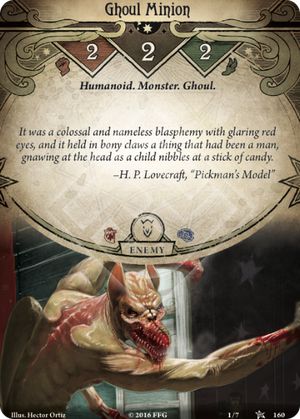 Ghoul Minion
2 2 2
Humanoid. Monster. Ghoul.
It was a colossal and nameless blasphemy with glaring red
eyes, and it held in bony claws a thing that had been a man,
gnawing at the head as a child nibbles at a stick of candy.
–H. P. Lovecraft, “Pickman’s Model”
ENEMY
Illus. Hector Ortiz © 2016 FFG 1/7 160